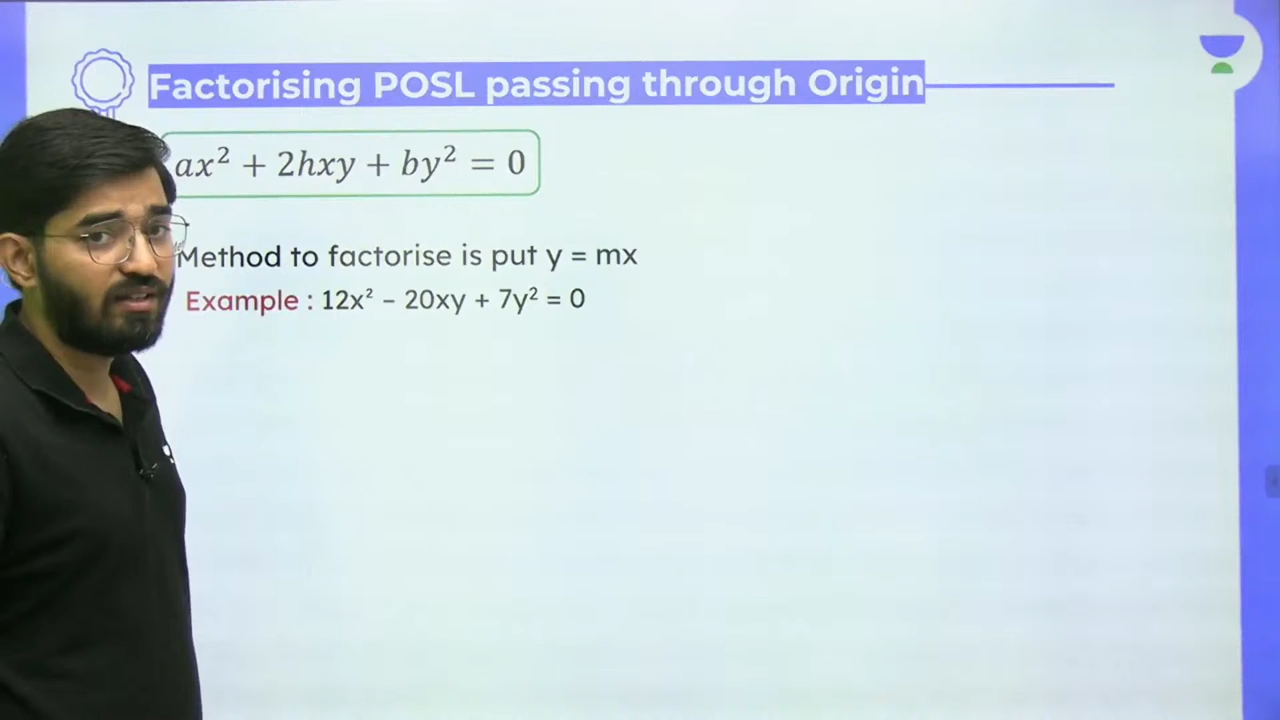 Factorising POSL passing through Origin
ax² + 2hxy + by² = 0
Method to factorise is put y = mx
Example : 12x² – 20xy + 7y² = 0